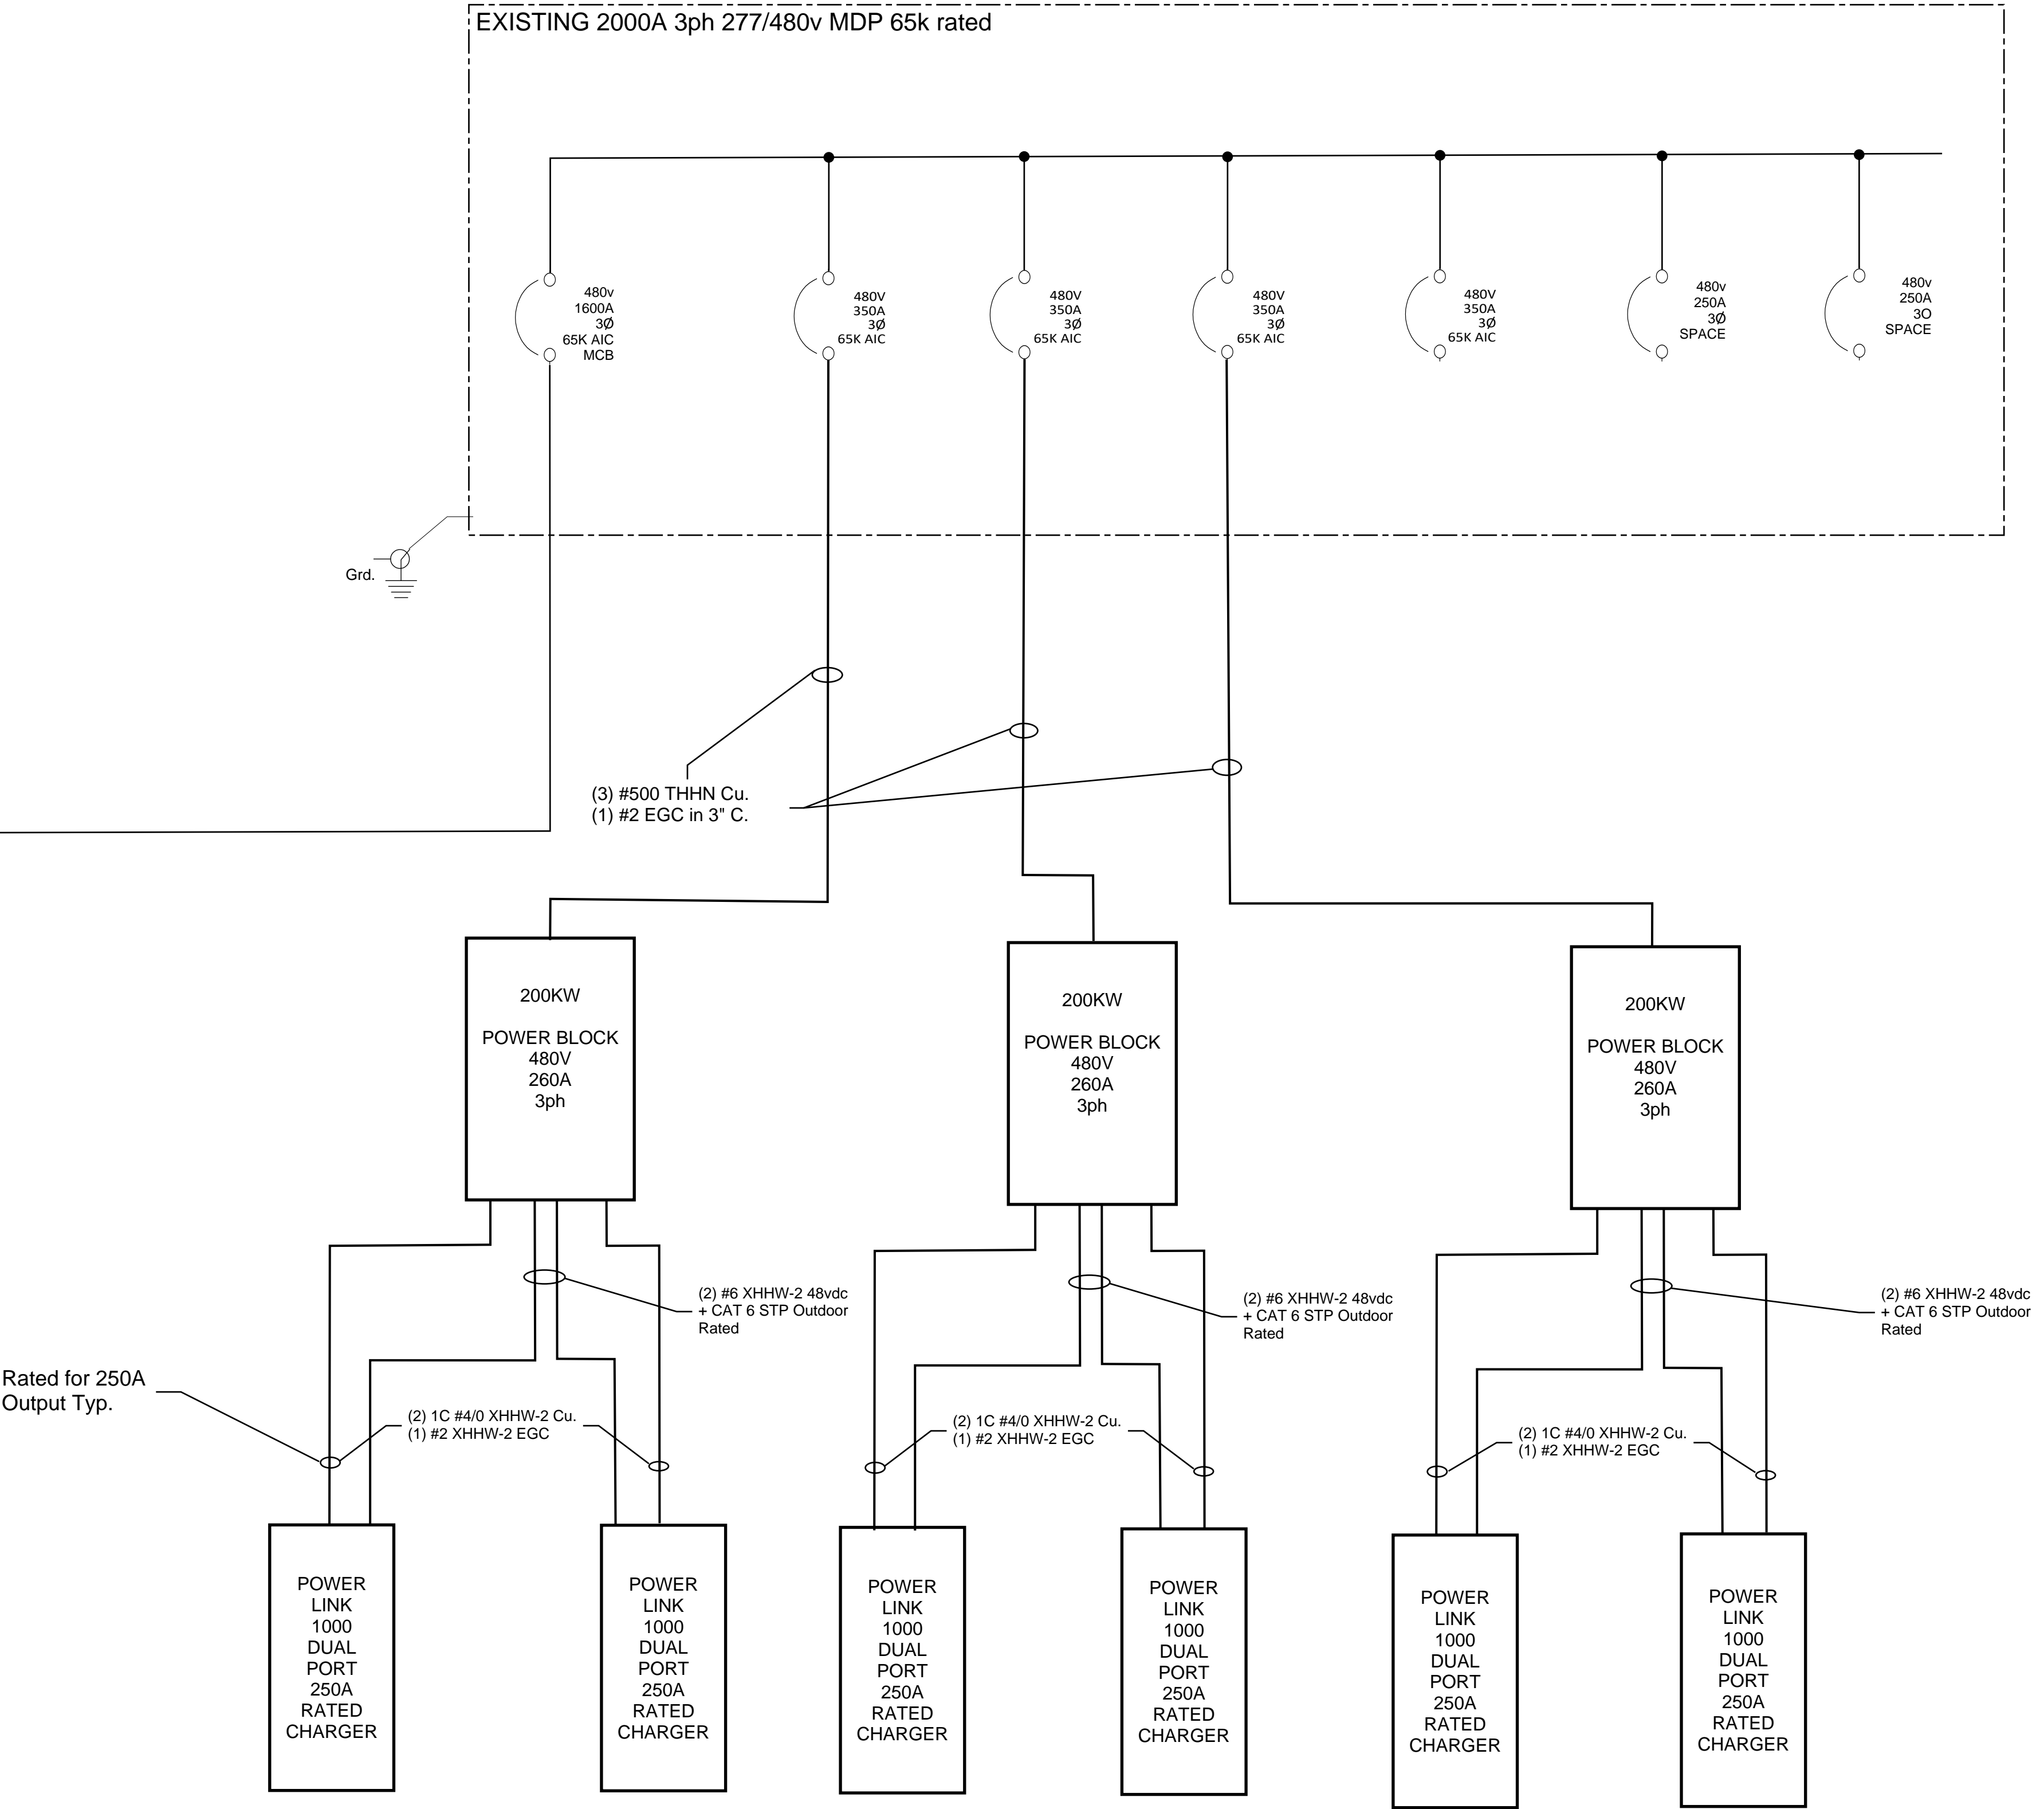 EXISTING 2000A 3ph 277/480v MDP 65k rated
480v
1600A
3Ø
65K AIC
MCB
480V
350A
3Ø
65K AIC
480V
350A
3Ø
65K AIC
480V
350A
3Ø
65K AIC
480V
350A
3Ø
65K AIC
480v
250A
3Ø
SPACE
480v
250A
3O
SPACE
Grd.
(3) #500 THHN Cu.
(1) #2 EGC in 3" C.
200KW
POWER BLOCK
480V
260A
3ph
200KW
POWER BLOCK
480V
260A
3ph
200KW
POWER BLOCK
480V
260A
3ph
(2) #6 XHHW-2 48vdc
+ CAT 6 STP Outdoor
Rated
(2) #6 XHHW-2 48vdc
+ CAT 6 STP Outdoor
Rated
(2) #6 XHHW-2 48vdc
+ CAT 6 STP Outdoor
Rated
Rated for 250A
Output Typ.
(2) 1C #4/0 XHHW-2 Cu.
(1) #2 XHHW-2 EGC
(2) 1C #4/0 XHHW-2 Cu.
(1) #2 XHHW-2 EGC
(2) 1C #4/0 XHHW-2 Cu.
(1) #2 XHHW-2 EGC
POWER
LINK
1000
DUAL
PORT
250A
RATED
CHARGER
POWER
LINK
1000
DUAL
PORT
250A
RATED
CHARGER
POWER
LINK
1000
DUAL
PORT
250A
RATED
CHARGER
POWER
LINK
1000
DUAL
PORT
250A
RATED
CHARGER
POWER
LINK
1000
DUAL
PORT
250A
RATED
CHARGER
POWER
LINK
1000
DUAL
PORT
250A
RATED
CHARGER